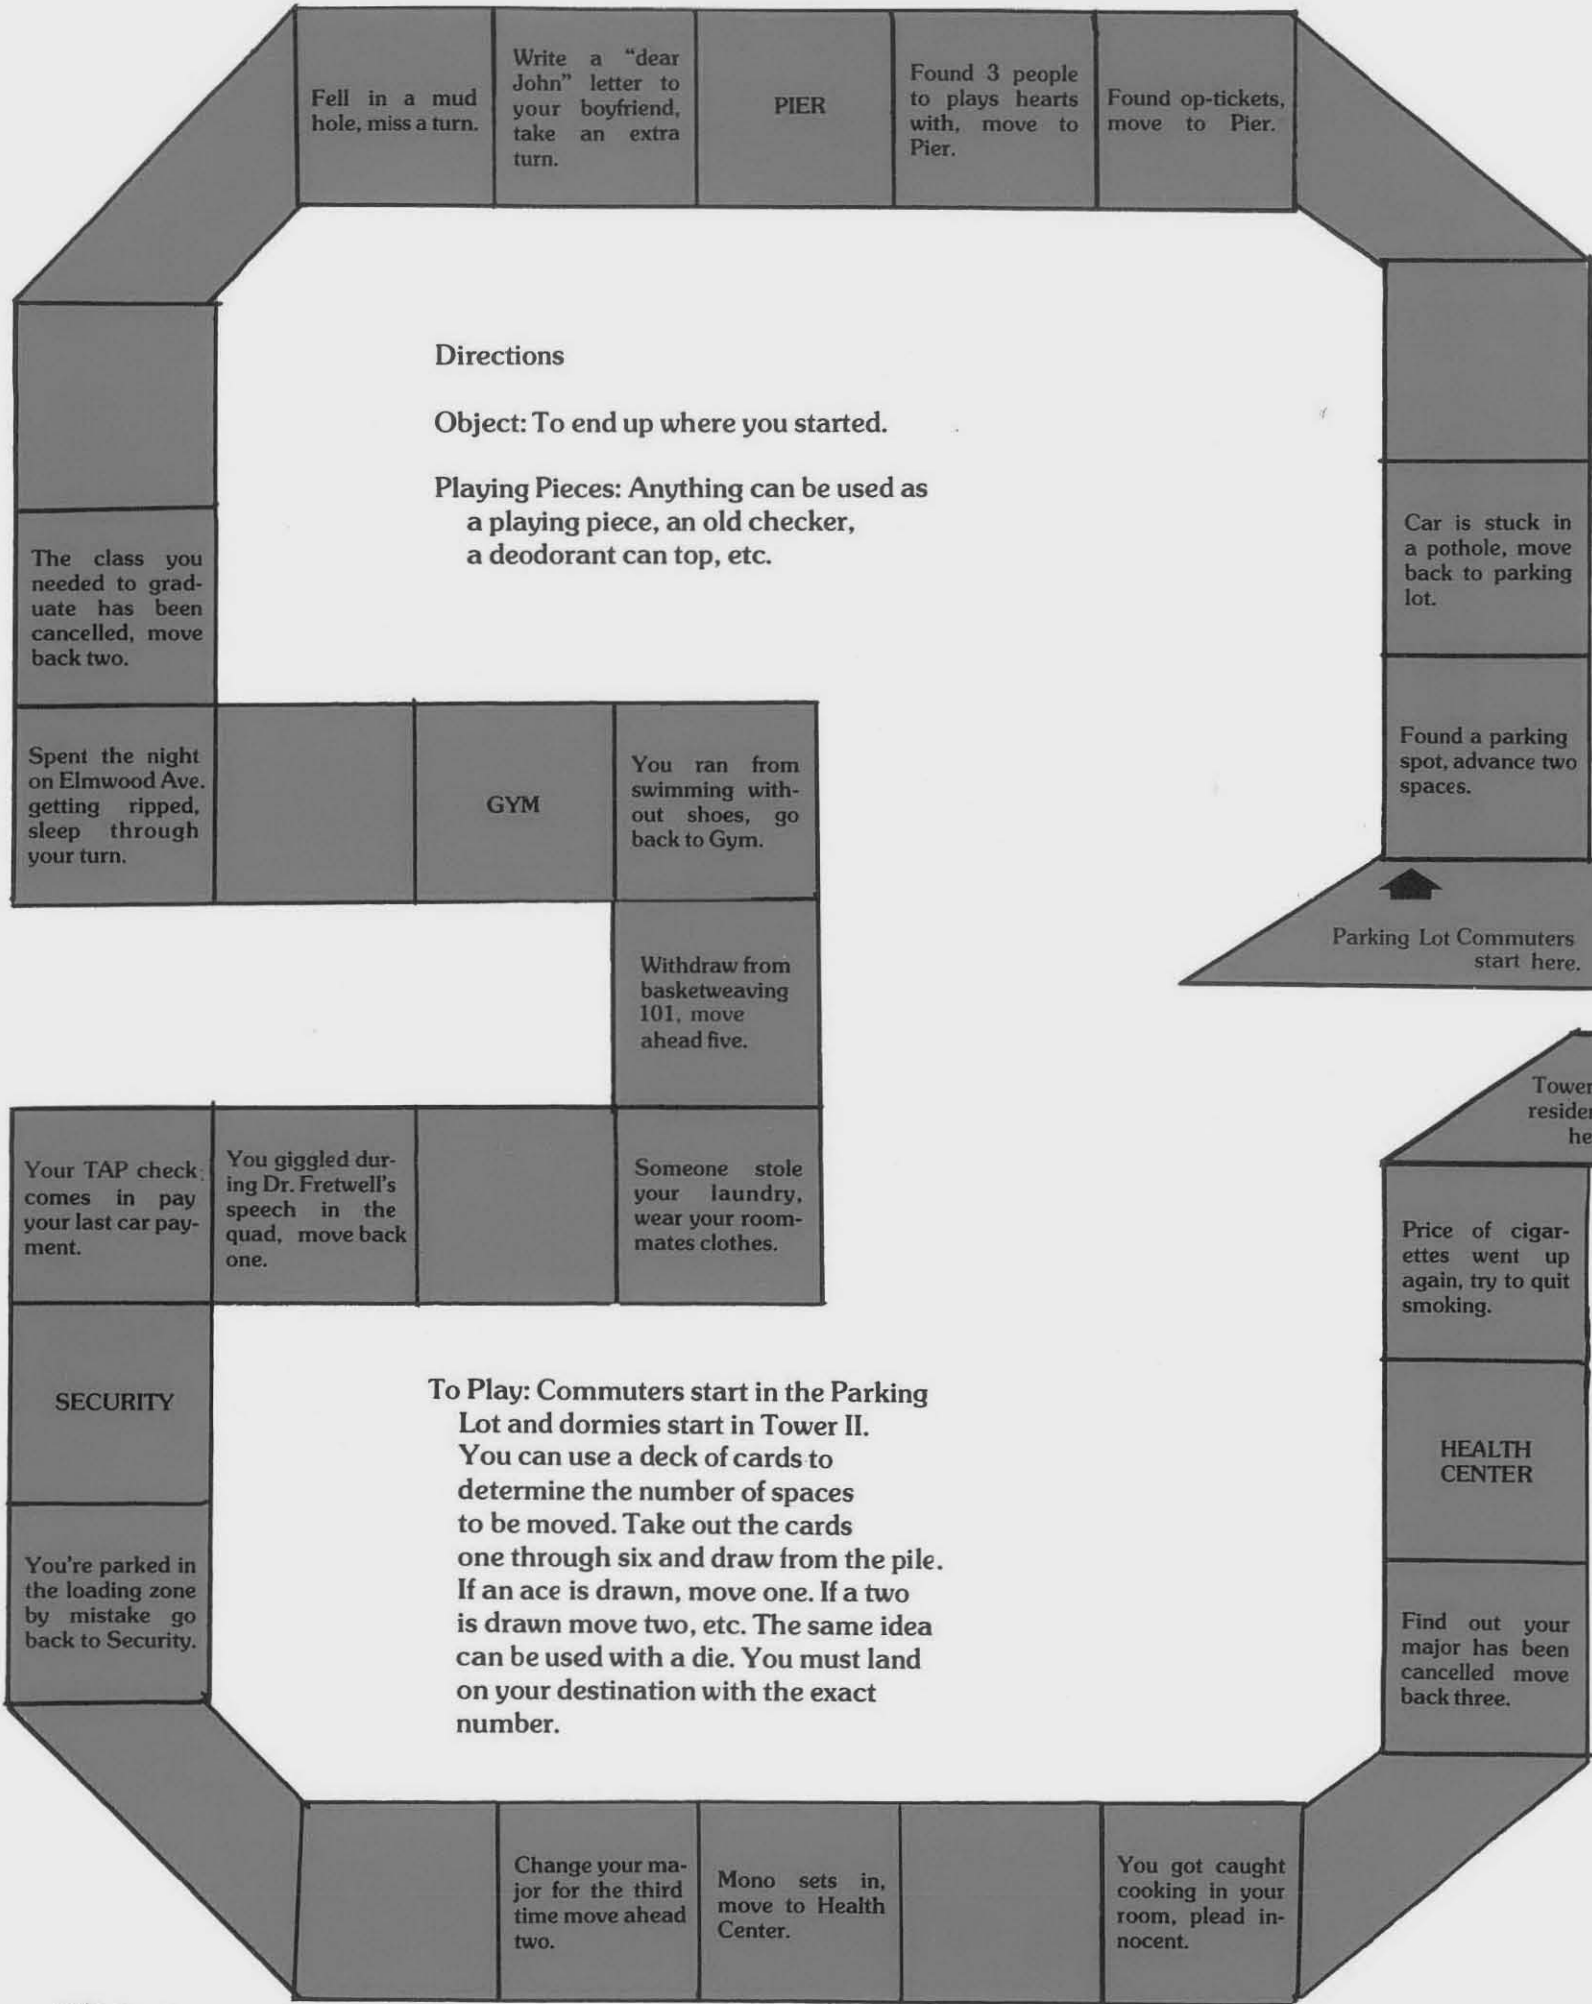 Fell in a mud
hole, miss a turn.
Write a “dear
John” letter to
your boyfriend,
take an extra
turn.
PIER
Found 3 people
to plays hearts
with, move to
Pier.
Found op-tickets,
move to Pier.
Directions
Object: To end up where you started.
Playing Pieces: Anything can be used as
a playing piece, an old checker,
a deodorant can top, etc.
Car is stuck in
a pothole, move
back to parking
lot.
Found a parking
spot, advance two
spaces.
Parking Lot Commuters
start here.
The class you
needed to grad-
uate has been
cancelled, move
back two.
Spent the night
on Elmwood Ave.
getting ripped,
sleep through
your turn.
GYM
You ran from
swimming with-
out shoes, go
back to Gym.
Withdraw from
basketweaving
101, move
ahead five.
Someone stole
your laundry,
wear your room-
mates clothes.
You giggled dur-
ing Dr. Fretwell's
speech in the
quad, move back
one.
Your TAP check
comes in pay
your last car pay-
ment.
SECURITY
You're parked in
the loading zone
by mistake go
back to Security.
To Play: Commuters start in the Parking
Lot and dormies start in Tower II.
You can use a deck of cards to
determine the number of spaces
to be moved. Take out the cards
one through six and draw from the pile.
If an ace is drawn, move one. If a two
is drawn move two, etc. The same idea
can be used with a die. You must land
on your destination with the exact
number.
Tower
residen
he
Price of cigar-
ettes went up
again, try to quit
smoking.
HEALTH
CENTER
Find out your
major has been
cancelled move
back three.
Change your ma-
jor for the third
time move ahead
two.
Mono sets in,
move to Health
Center.
You got caught
cooking in your
room, plead in-
nocent.